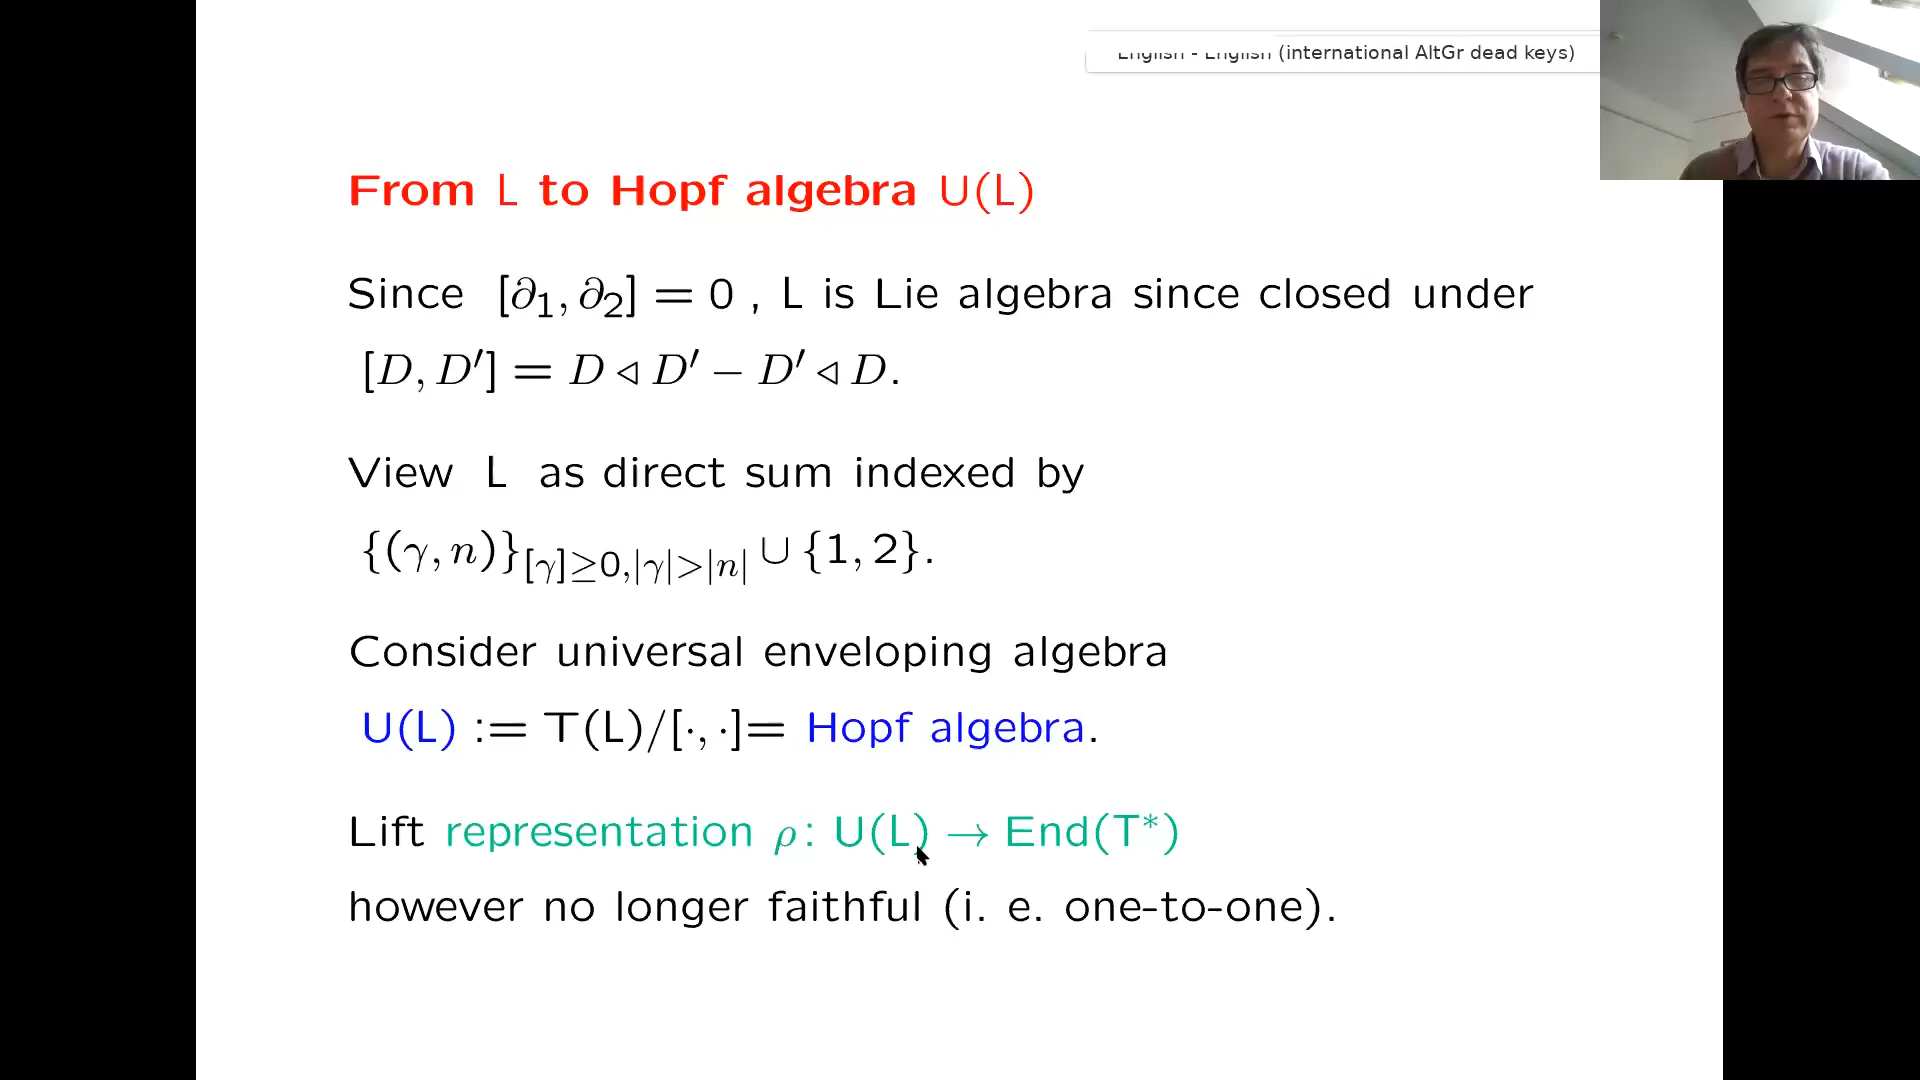 English - English (international AltGr dead keys)
From L to Hopf algebra U(L)
Since [∂₁, ∂₂] = 0 , L is Lie algebra since closed under
[D, D′] = D ◁ D′ − D′ ◁ D.
View L as direct sum indexed by
{(γ, n)}_{[γ]≥0,|γ|>|n|} ∪ {1, 2}.
Consider universal enveloping algebra
U(L) := T(L)/[·, ·]= Hopf algebra.
Lift representation ρ: U(L) → End(T*)
however no longer faithful (i. e. one-to-one).